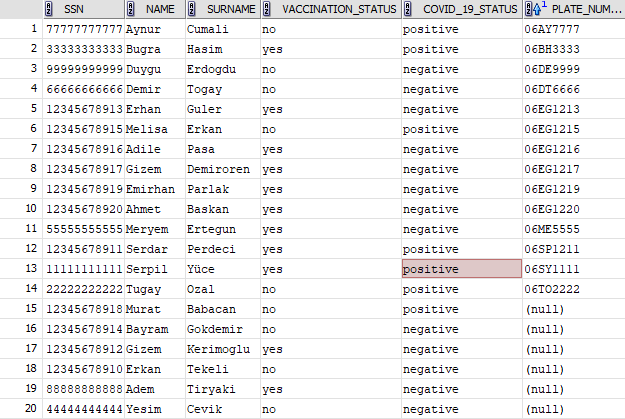 SSN NAME SURNAME VACCINATION_STATUS COVID_19_STATUS 1 PLATE_NUM...
1 77777777777 Aynur Cumali no positive 06AY7777
2 33333333333 Bugra Hasim yes positive 06BH3333
3 99999999999 Duygu Erdogdu no negative 06DE9999
4 66666666666 Demir Togay no negative 06DT6666
5 12345678913 Erhan Guler yes negative 06EG1213
6 12345678915 Melisa Erkan no positive 06EG1215
7 12345678916 Adile Pasa yes negative 06EG1216
8 12345678917 Gizem Demiroren yes negative 06EG1217
9 12345678919 Emirhan Parlak yes negative 06EG1219
10 12345678920 Ahmet Baskan yes negative 06EG1220
11 55555555555 Meryem Ertegun yes negative 06ME5555
12 12345678911 Serdar Perdeci yes positive 06SP1211
13 11111111111 Serpil Yüce yes positive 06SY1111
14 22222222222 Tugay Ozal no positive 06TO2222
15 12345678918 Murat Babacan no positive (null)
16 12345678914 Bayram Gokdemir no negative (null)
17 12345678912 Gizem Kerimoglu yes negative (null)
18 12345678910 Erkan Tekeli no negative (null)
19 88888888888 Adem Tiryaki yes negative (null)
20 44444444444 Yesim Cevik no negative (null)